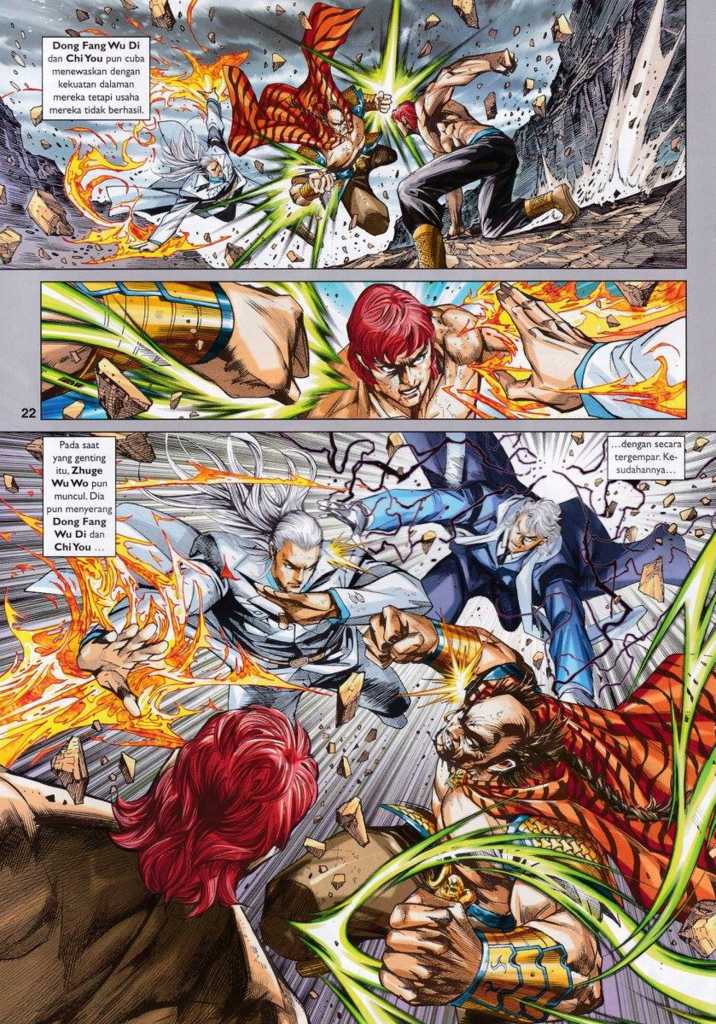 Dong Fang Wu Di
dan Chi You pun cuba
menewaskan dengan
kekuatan dalaman
mereka tetapi usaha
mereka tidak berhasil.
22
Pada saat
yang genting
itu, Zhuge
Wu Wo pun
muncul. Dia
pun menyerang
Dong Fang
Wu Di dan
Chi You ...
...dengan secara
tergempar. Ke-
sudahannya...